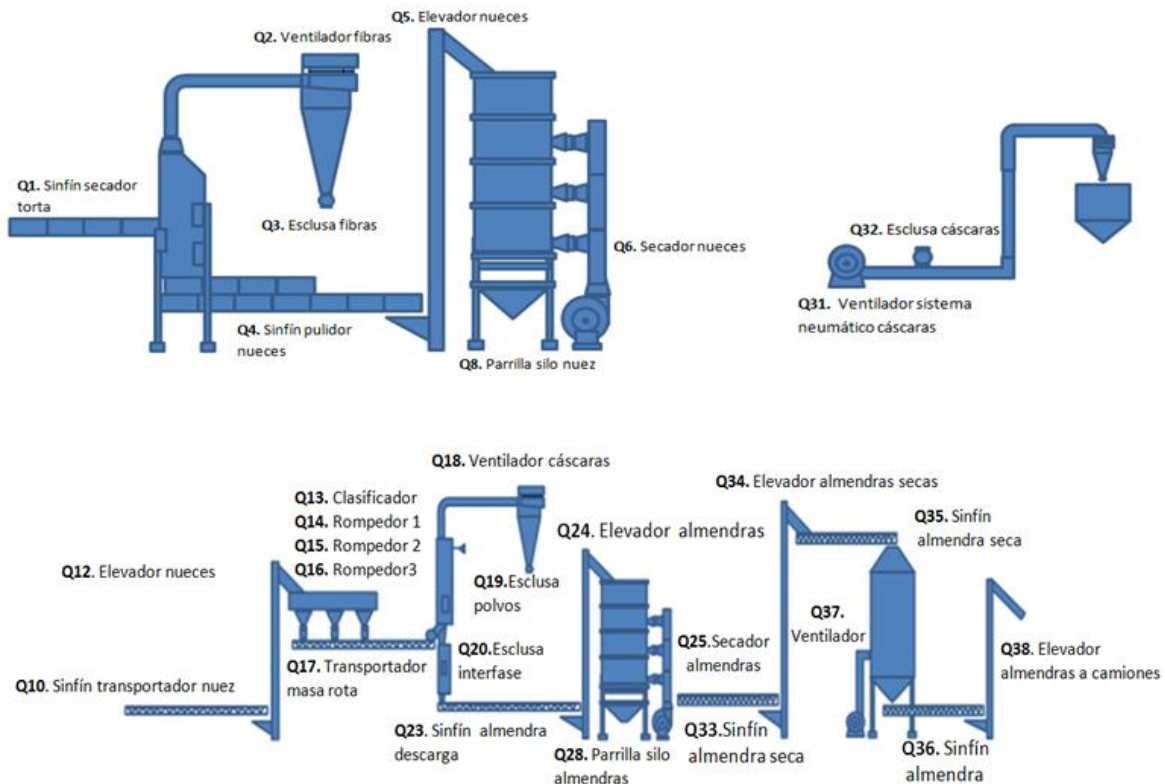 Q5. Elevador nueces
Q2. Ventilador fibras
Q1. Sinfín secador
torta
Q3. Esclusa fibras
Q6. Secador nueces
Q4. Sinfín pulidor
nueces
Q8. Parrilla silo nuez
Q32. Esclusa cáscaras
Q31. Ventilador sistema
neumático cáscaras
Q18. Ventilador cáscaras
Q13. Clasificador
Q14. Rompedor 1
Q15. Rompedor 2
Q16. Rompedor3
Q12. Elevador nueces
Q19.Esclusa
polvos
Q24. Elevador almendras
Q34. Elevador almendras secas
Q35. Sinfín
almendra seca
Q17. Transportador
masa rota
Q20.Esclusa
interfase
Q25.Secador
almendras
Q37.
Ventilador
Q38. Elevador
almendras a camiones
Q10. Sinfín transportador nuez
Q23. Sinfín almendra
descarga
Q28.Parrilla silo
almendras
Q33.Sinfín
almendra seca
Q36. Sinfín
almendra